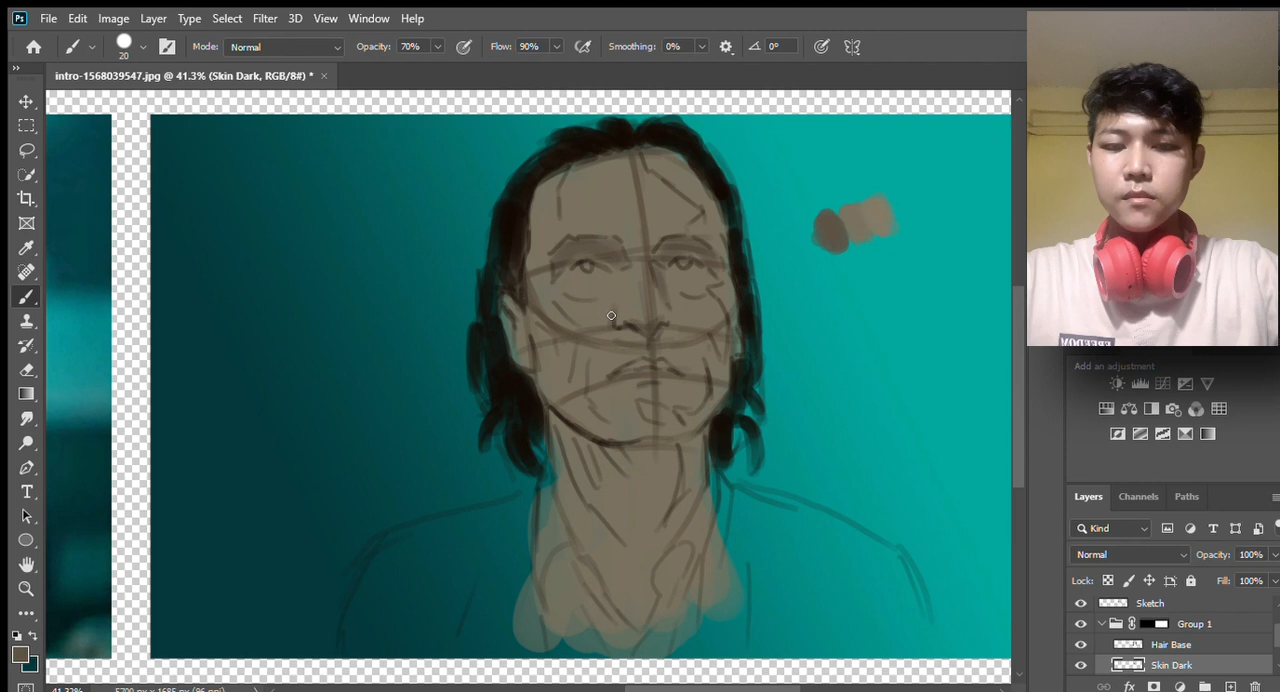 Ps File Edit Image Layer Type Select Filter 3D View Window Help
20 Mode: Normal Opacity: 70% Flow: 90% Smoothing: 0% 0°
intro-1568039547.jpg @ 41.3% (Skin Dark, RGB/8#) * ×
Add an adjustment
Layers Channels Paths
Kind
Normal Opacity: 100%
Lock: Fill: 100%
Sketch
Group 1
Hair Base
Skin Dark
fx